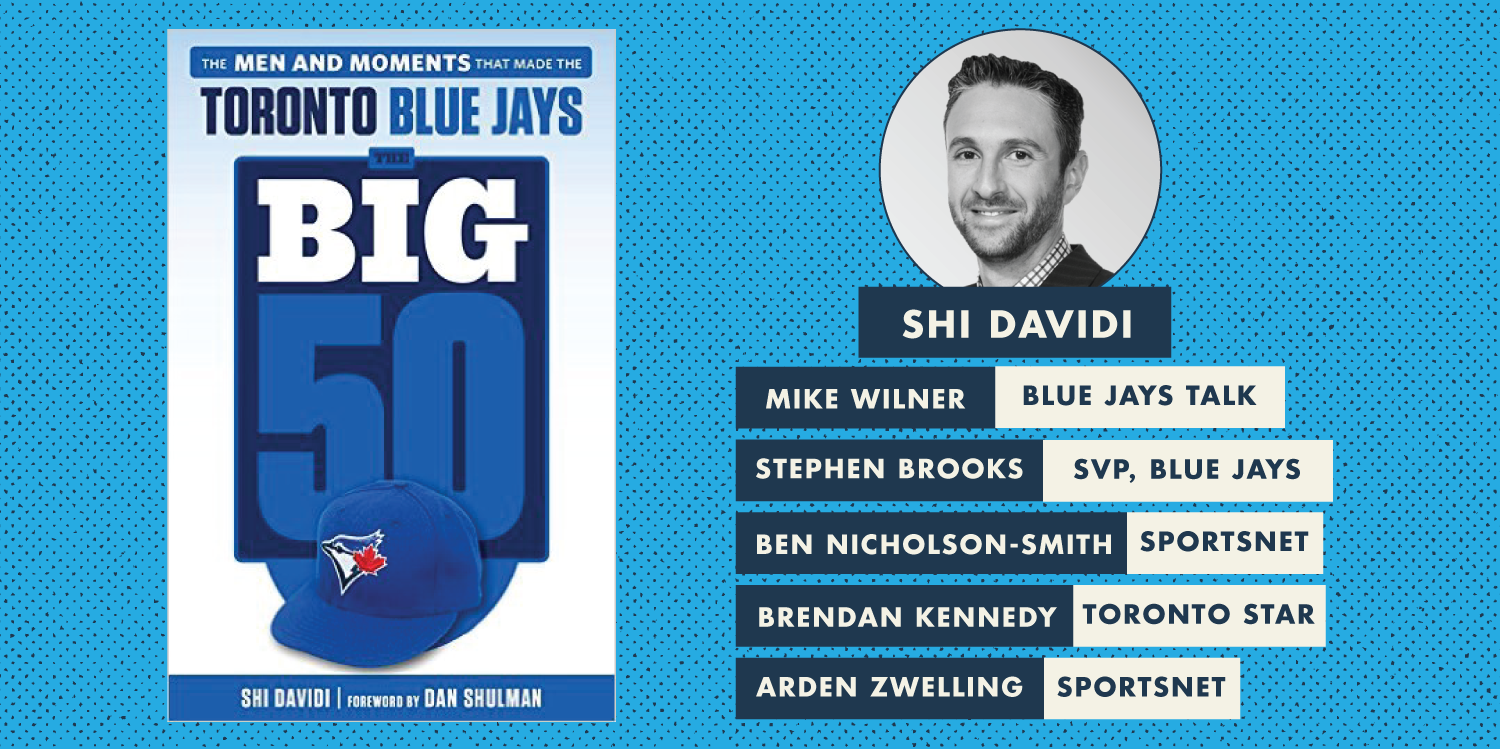 THE MEN AND MOMENTS THAT MADE THE
TORONTO BLUE JAYS
THE
BIG
50
SHI DAVIDI | FOREWORD BY DAN SHULMAN
SHI DAVIDI
MIKE WILNER BLUE JAYS TALK
STEPHEN BROOKS SVP, BLUE JAYS
BEN NICHOLSON-SMITH SPORTSNET
BRENDAN KENNEDY TORONTO STAR
ARDEN ZWELLING SPORTSNET